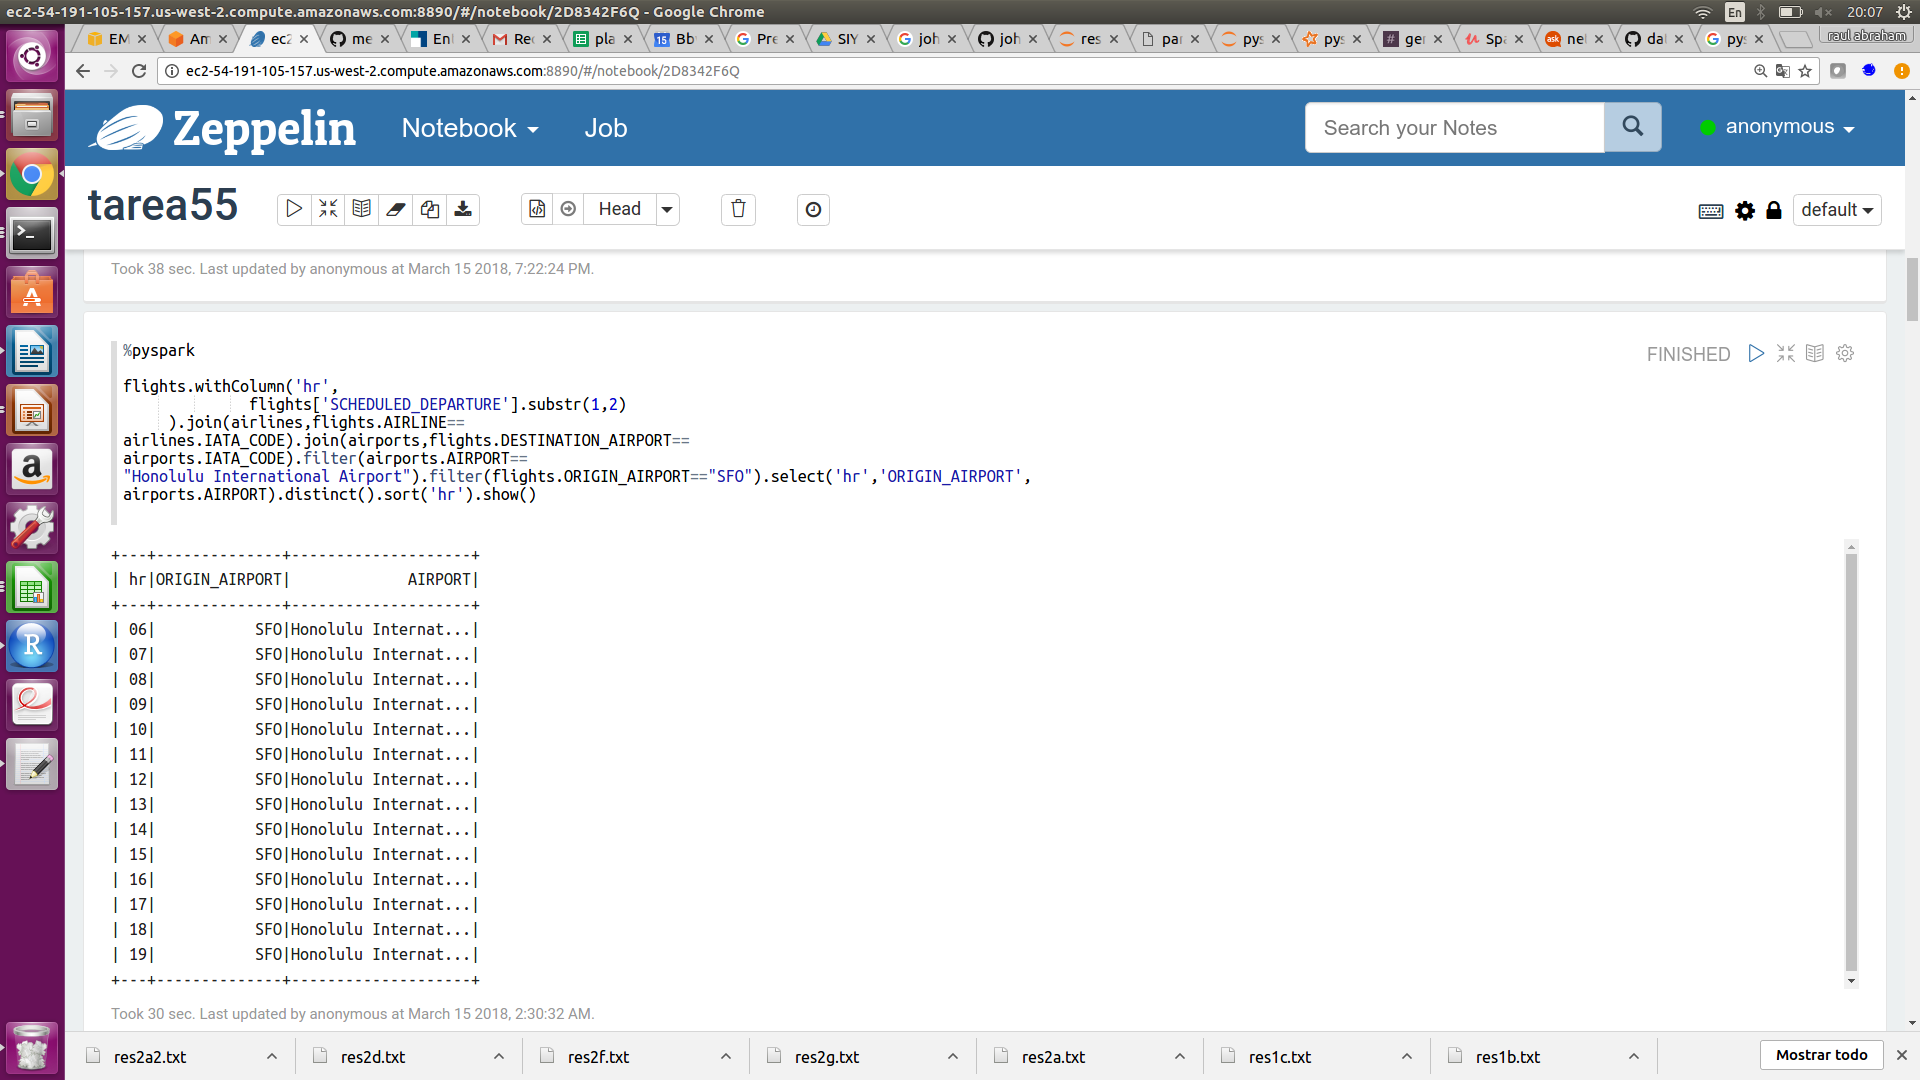 ec2-54-191-105-157.us-west-2.compute.amazonaws.com:8890/#/notebook/2D8342F6Q - Google Chrome
En
20:07
EM
Am
ec2
me
Enl
Rec
pla
Bby
Pre
SIY
joh
joh
res
par
pys
pys
ger
Spa
nel
dat
pys
raul abraham
ec2-54-191-105-157.us-west-2.compute.amazonaws.com:8890/#/notebook/2D8342F6Q
Zeppelin
Notebook
Job
Search your Notes
anonymous
tarea55
Head
default
Took 38 sec. Last updated by anonymous at March 15 2018, 7:22:24 PM.
%pyspark
FINISHED
flights.withColumn('hr',
flights['SCHEDULED_DEPARTURE'].substr(1,2)
).join(airlines,flights.AIRLINE==
airlines.IATA_CODE).join(airports,flights.DESTINATION_AIRPORT==
airports.IATA_CODE).filter(airports.AIRPORT==
"Honolulu International Airport").filter(flights.ORIGIN_AIRPORT=="SFO").select('hr','ORIGIN_AIRPORT',
airports.AIRPORT).distinct().sort('hr').show()
+---+--------------+--------------------+
| hr|ORIGIN_AIRPORT|             AIRPORT|
+---+--------------+--------------------+
| 06|           SFO|Honolulu Internat...|
| 07|           SFO|Honolulu Internat...|
| 08|           SFO|Honolulu Internat...|
| 09|           SFO|Honolulu Internat...|
| 10|           SFO|Honolulu Internat...|
| 11|           SFO|Honolulu Internat...|
| 12|           SFO|Honolulu Internat...|
| 13|           SFO|Honolulu Internat...|
| 14|           SFO|Honolulu Internat...|
| 15|           SFO|Honolulu Internat...|
| 16|           SFO|Honolulu Internat...|
| 17|           SFO|Honolulu Internat...|
| 18|           SFO|Honolulu Internat...|
| 19|           SFO|Honolulu Internat...|
+---+--------------+--------------------+
Took 30 sec. Last updated by anonymous at March 15 2018, 2:30:32 AM.
res2a2.txt
res2d.txt
res2f.txt
res2g.txt
res2a.txt
res1c.txt
res1b.txt
Mostrar todo